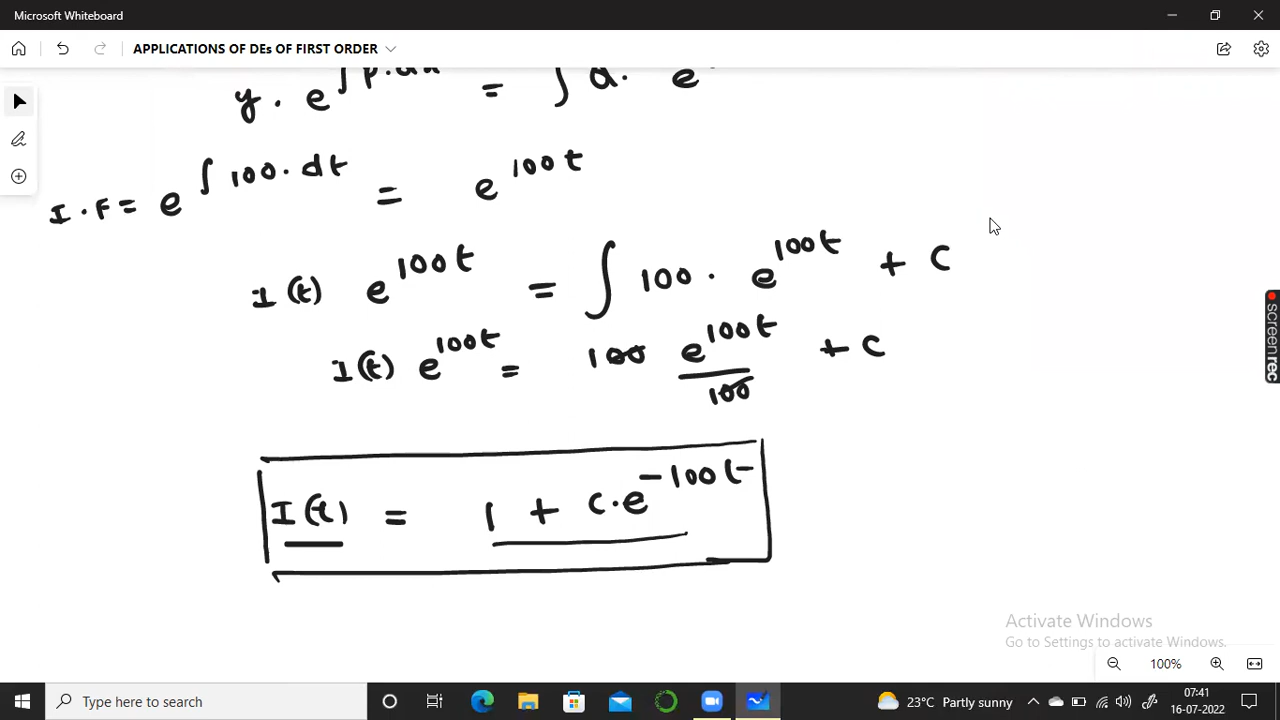 Microsoft Whiteboard
APPLICATIONS OF DEs OF FIRST ORDER
y · e^∫P·dx = ∫Q· e
I·F = e^∫100·dt = e^100t
I(t) e^100t = ∫100· e^100t + C
I(t) e^100t = 100 e^100t/100 + C
I(t) = 1 + C·e^-100t
screenrec
Activate Windows
Go to Settings to activate Windows.
100%
Type here to search
23°C Partly sunny
07:41
16-07-2022